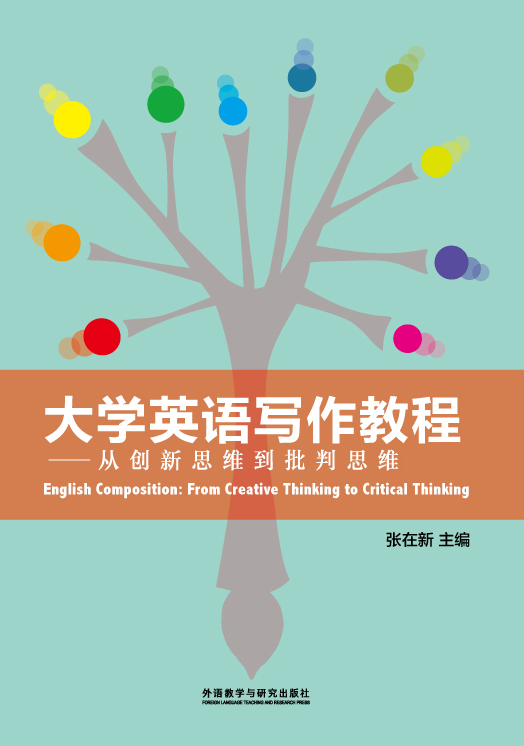 大学英语写作教程
——从创新思维到批判思维
English Composition: From Creative Thinking to Critical Thinking
张在新 主编
外语教学与研究出版社
FOREIGN LANGUAGE TEACHING AND RESEARCH PRESS